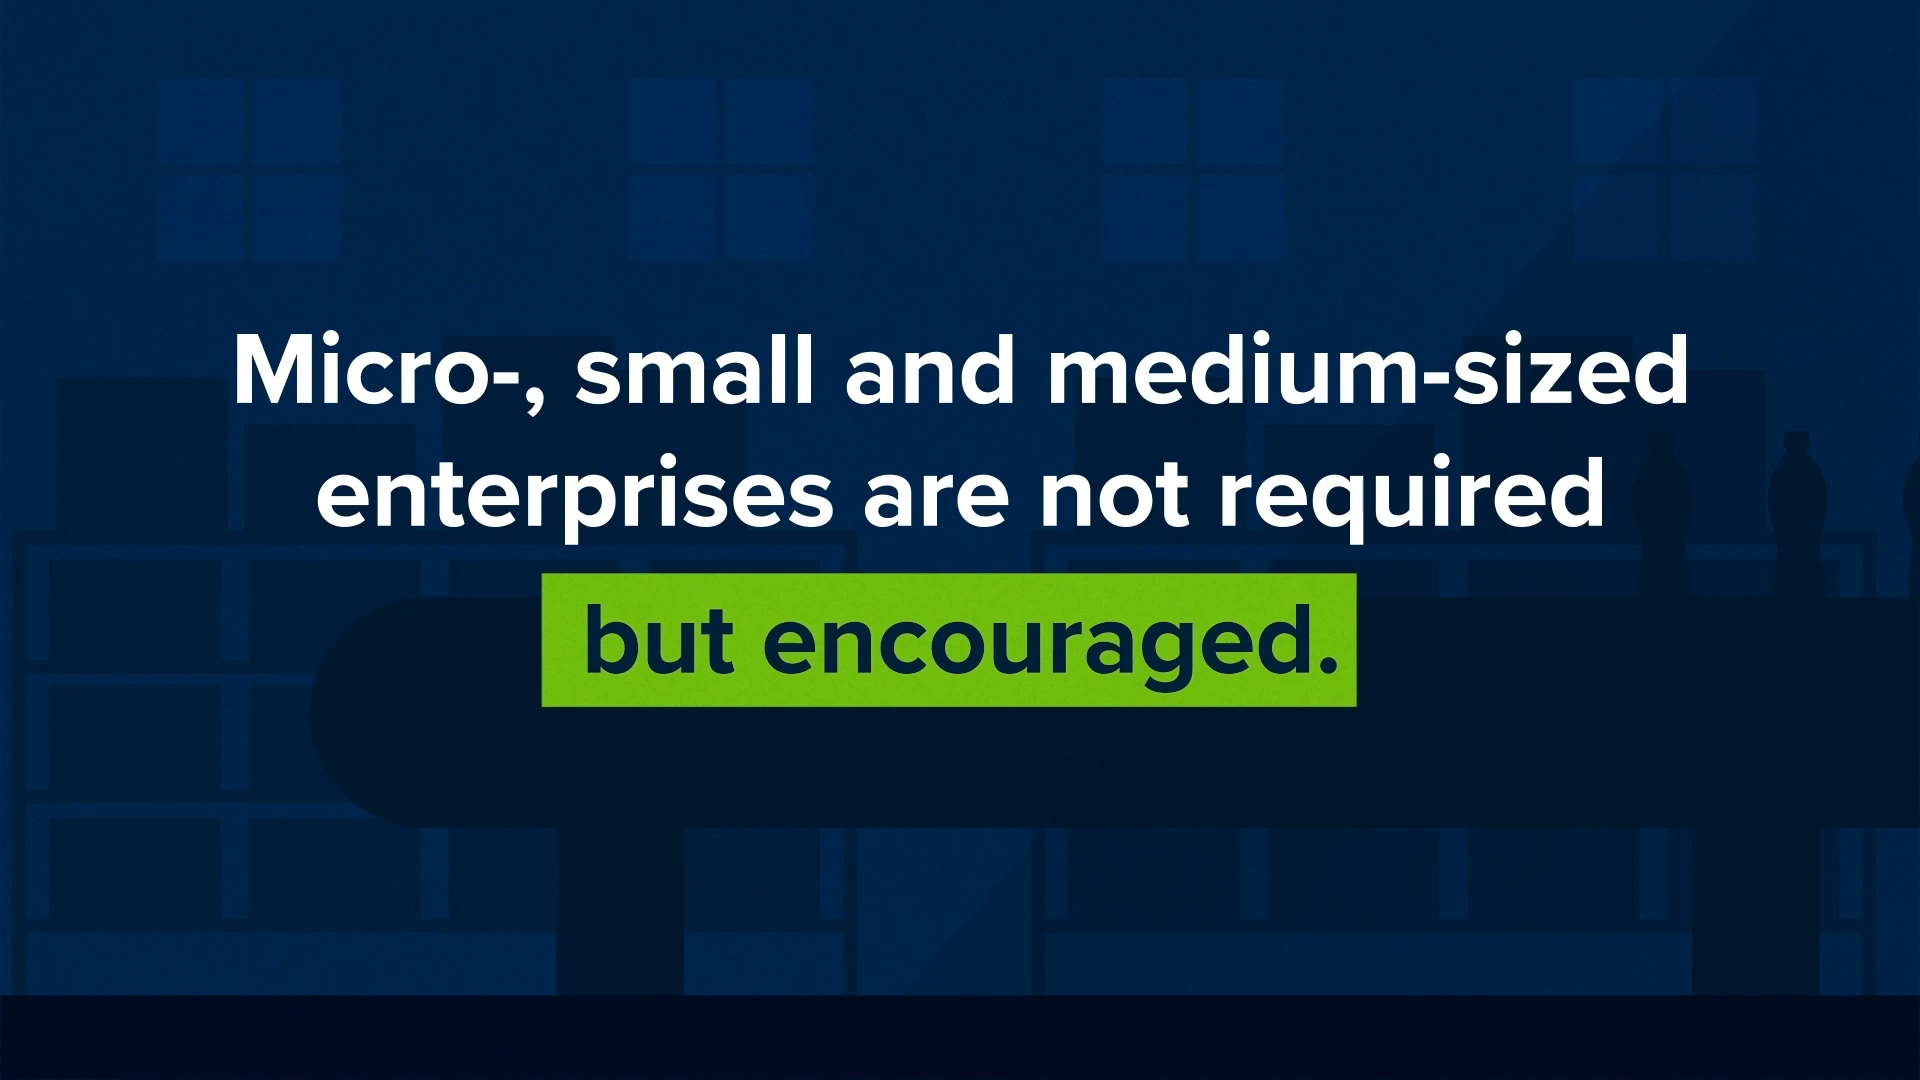 Micro-, small and medium-sized
enterprises are not required
but encouraged.